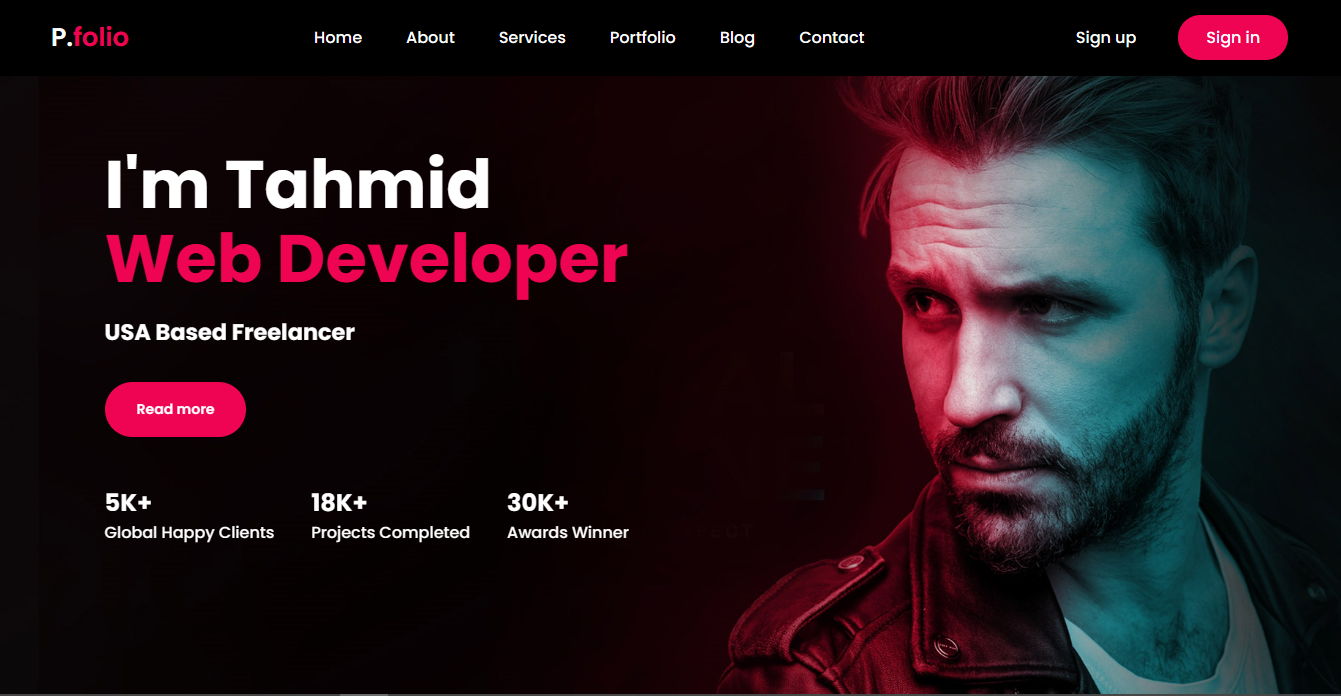 P.folio
Home About Services Portfolio Blog Contact Sign up Sign in
I'm Tahmid
Web Developer
USA Based Freelancer
Read more
5K+ 18K+ 30K+
Global Happy Clients Projects Completed Awards Winner